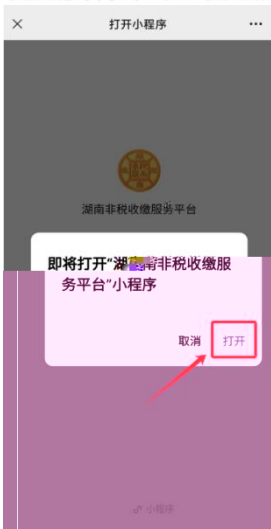 打开小程序
湖南非税收缴服务平台
即将打开“湖南非税收缴服
务平台”小程序
取消 打开
小程序